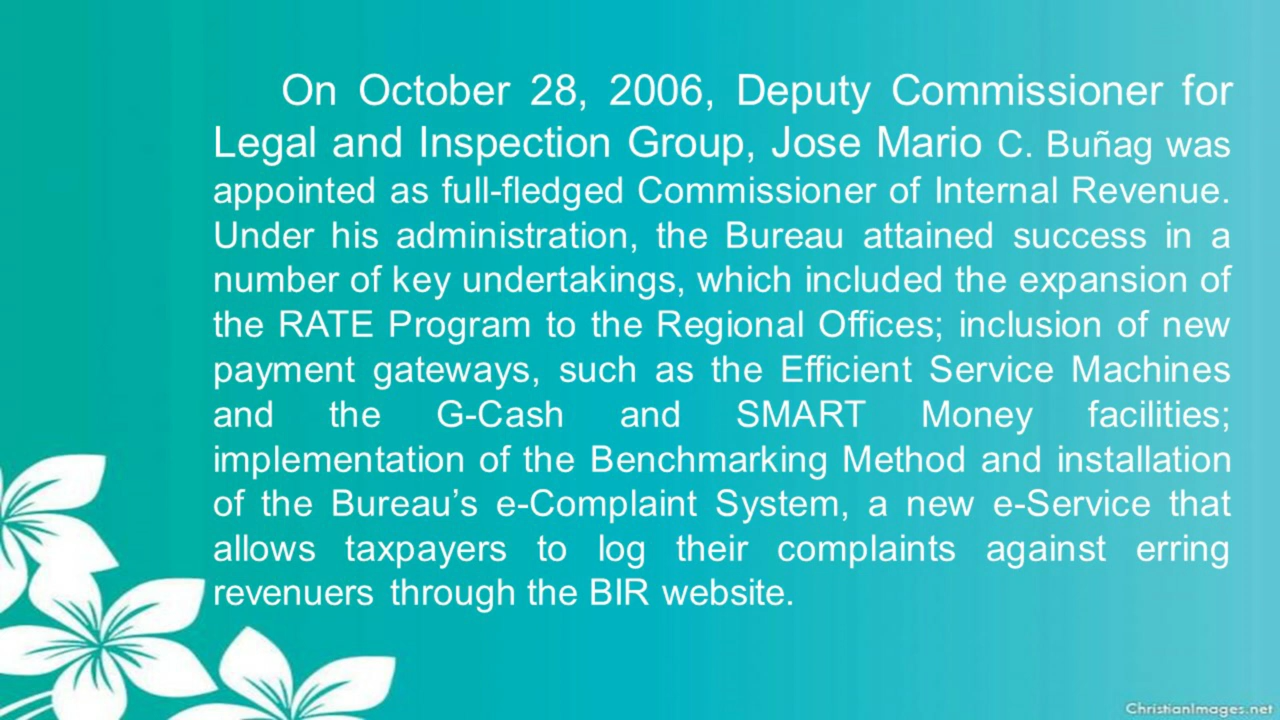 On October 28, 2006, Deputy Commissioner for
Legal and Inspection Group, Jose Mario C. Buñag was
appointed as full-fledged Commissioner of Internal Revenue.
Under his administration, the Bureau attained success in a
number of key undertakings, which included the expansion of
the RATE Program to the Regional Offices; inclusion of new
payment gateways, such as the Efficient Service Machines
and the G-Cash and SMART Money facilities;
implementation of the Benchmarking Method and installation
of the Bureau’s e-Complaint System, a new e-Service that
allows taxpayers to log their complaints against erring
revenuers through the BIR website.
ChristianImages.net